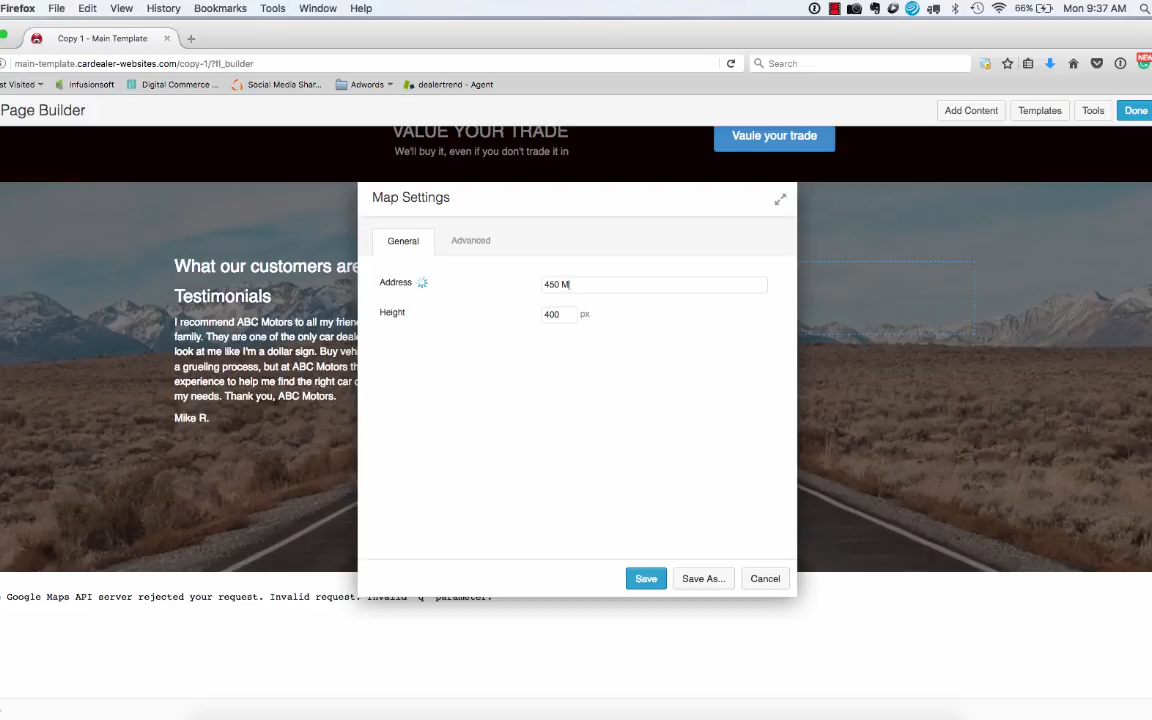 Firefox File Edit View History Bookmarks Tools Window Help 66% Mon 9:37 AM
Copy 1 - Main Template
main-template.cardealer-websites.com/copy-1/?fl_builder Search NEW
st Visited Infusionsoft Digital Commerce ... Social Media Shar... Adwords dealertrend - Agent
Page Builder Add Content Templates Tools Done
VALUE YOUR TRADE
We'll buy it, even if you don't trade it in
Vaule your trade
Map Settings
General Advanced
Address 450 M
Height 400 px
What our customers are
Testimonials
I recommend ABC Motors to all my frien
family. They are one of the only car deal
look at me like I'm a dollar sign. Buy veh
a grueling process, but at ABC Motors th
experience to help me find the right car
my needs. Thank you, ABC Motors.
Mike R.
Save Save As... Cancel
Google Maps API server rejected your request. Invalid request. Invalid 'q' parameter.